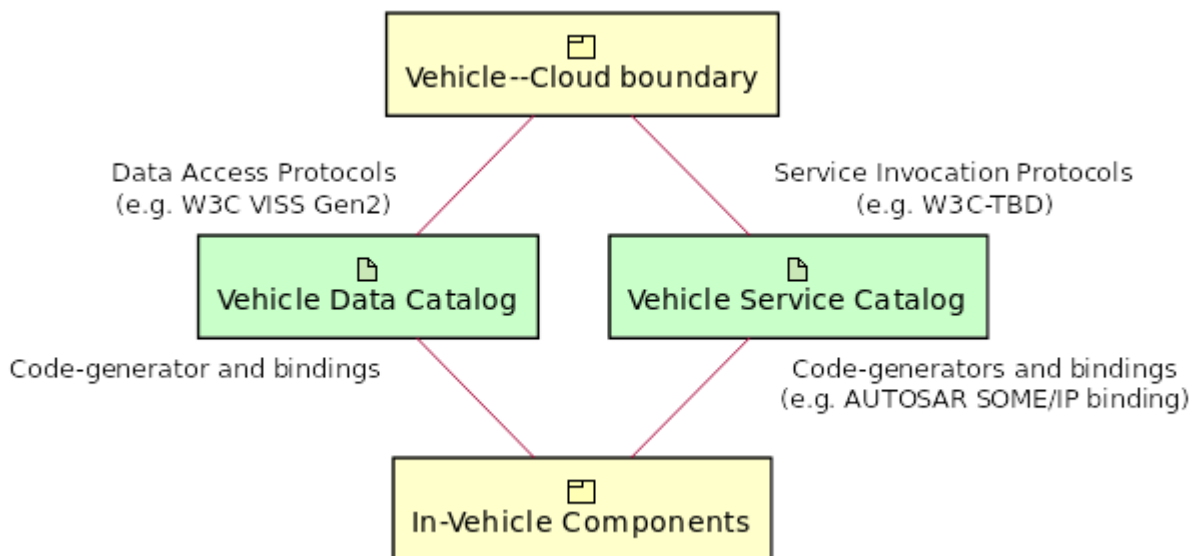 Vehicle--Cloud boundary
Data Access Protocols
(e.g. W3C VISS Gen2)
Service Invocation Protocols
(e.g. W3C-TBD)
Vehicle Data Catalog
Vehicle Service Catalog
Code-generator and bindings
Code-generators and bindings
(e.g. AUTOSAR SOME/IP binding)
In-Vehicle Components